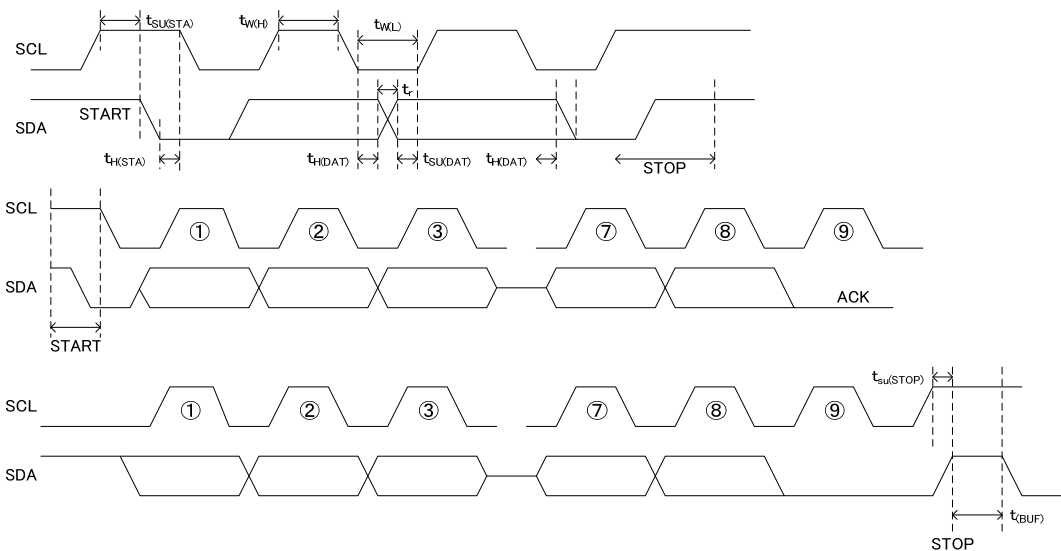 tSU(STA) tW(H) tW(L)
SCL
tr
START
SDA
tH(STA) tH(DAT) tSU(DAT) tH(DAT) STOP
SCL ① ② ③ ⑦ ⑧ ⑨
SDA ACK
START
tsu(STOP)
SCL ① ② ③ ⑦ ⑧ ⑨
SDA
t(BUF)
STOP